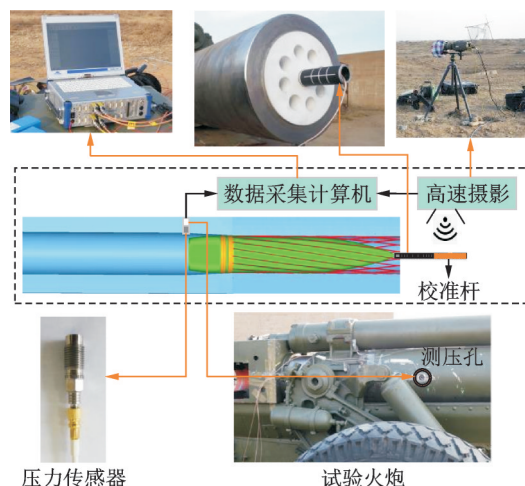 数据采集计算机
高速摄影
校准杆
测压孔
压力传感器
试验火炮